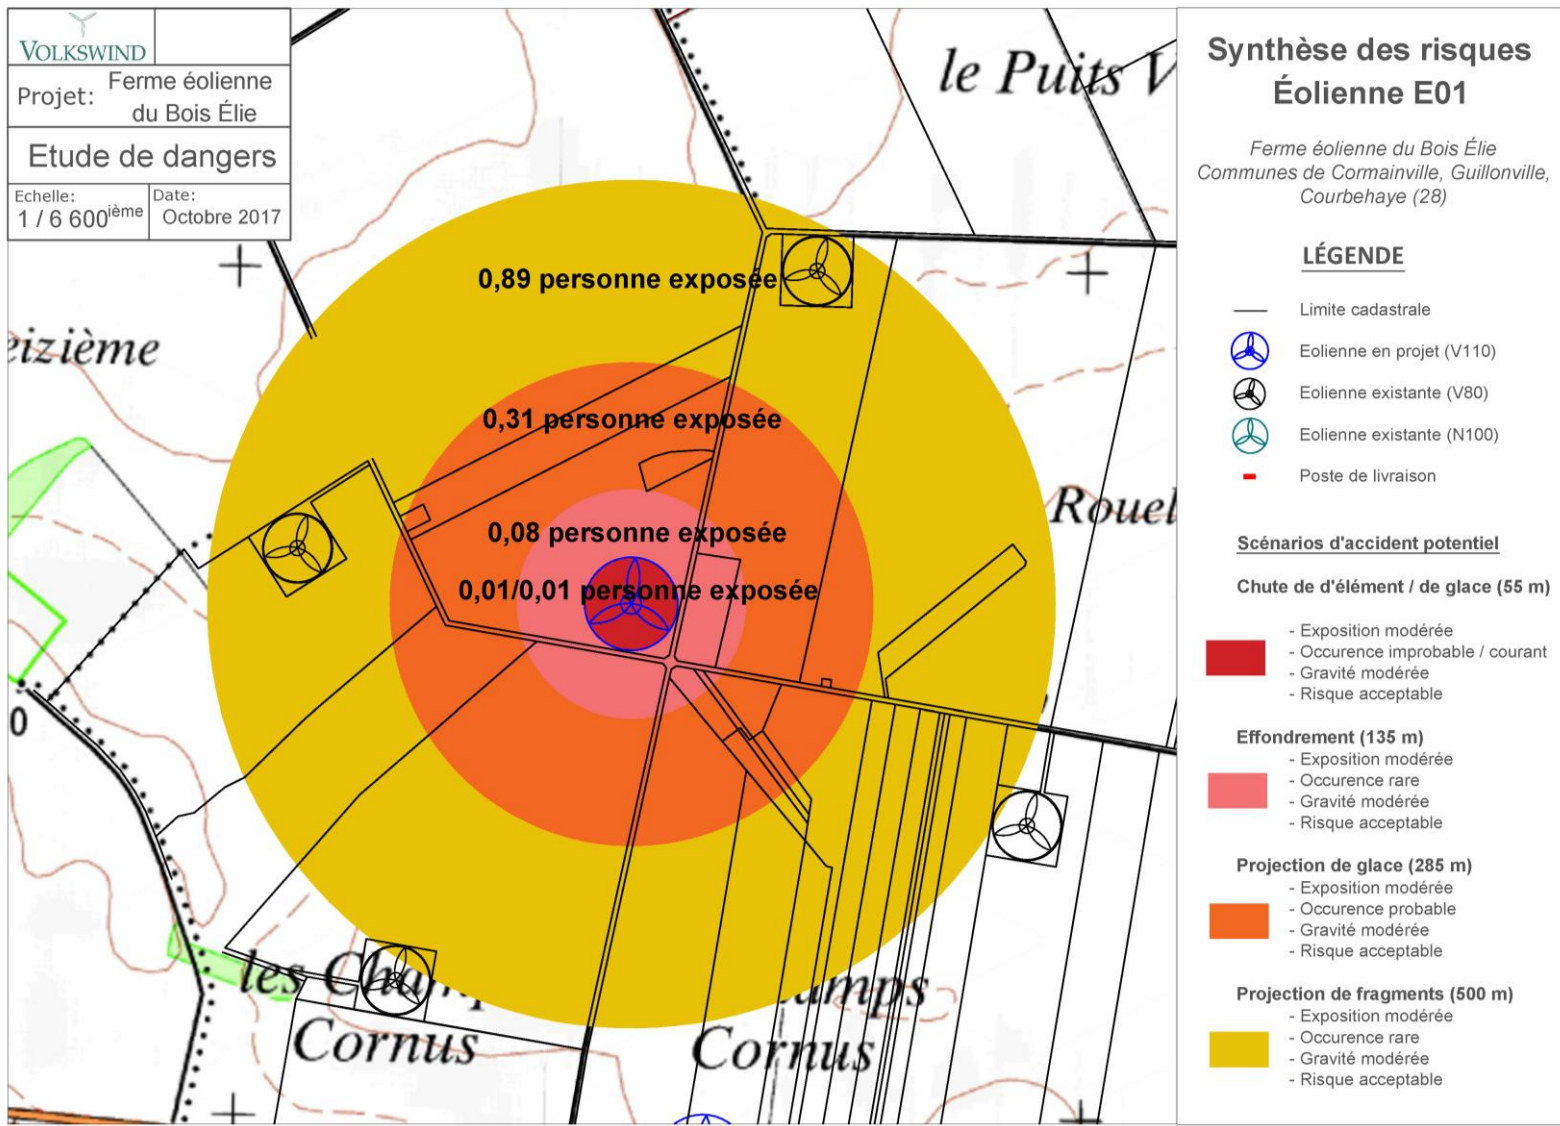 VOLKSWIND
Projet: Ferme éolienne
du Bois Élie
Etude de dangers
Echelle:
1 / 6 600ième
Date:
Octobre 2017
le Puits V
eizième
0,89 personne exposée
0,31 personne exposée
0,08 personne exposée
0,01/0,01 personne exposée
Rouel
0
les Cham
Cornus
amps
Cornus
Synthèse des risques
Éolienne E01
Ferme éolienne du Bois Élie
Communes de Cormainville, Guillonville,
Courbehaye (28)
LÉGENDE
Limite cadastrale
Eolienne en projet (V110)
Eolienne existante (V80)
Eolienne existante (N100)
Poste de livraison
Scénarios d'accident potentiel
Chute de d'élément / de glace (55 m)
- Exposition modérée
- Occurence improbable / courant
- Gravité modérée
- Risque acceptable
Effondrement (135 m)
- Exposition modérée
- Occurence rare
- Gravité modérée
- Risque acceptable
Projection de glace (285 m)
- Exposition modérée
- Occurence probable
- Gravité modérée
- Risque acceptable
Projection de fragments (500 m)
- Exposition modérée
- Occurence rare
- Gravité modérée
- Risque acceptable